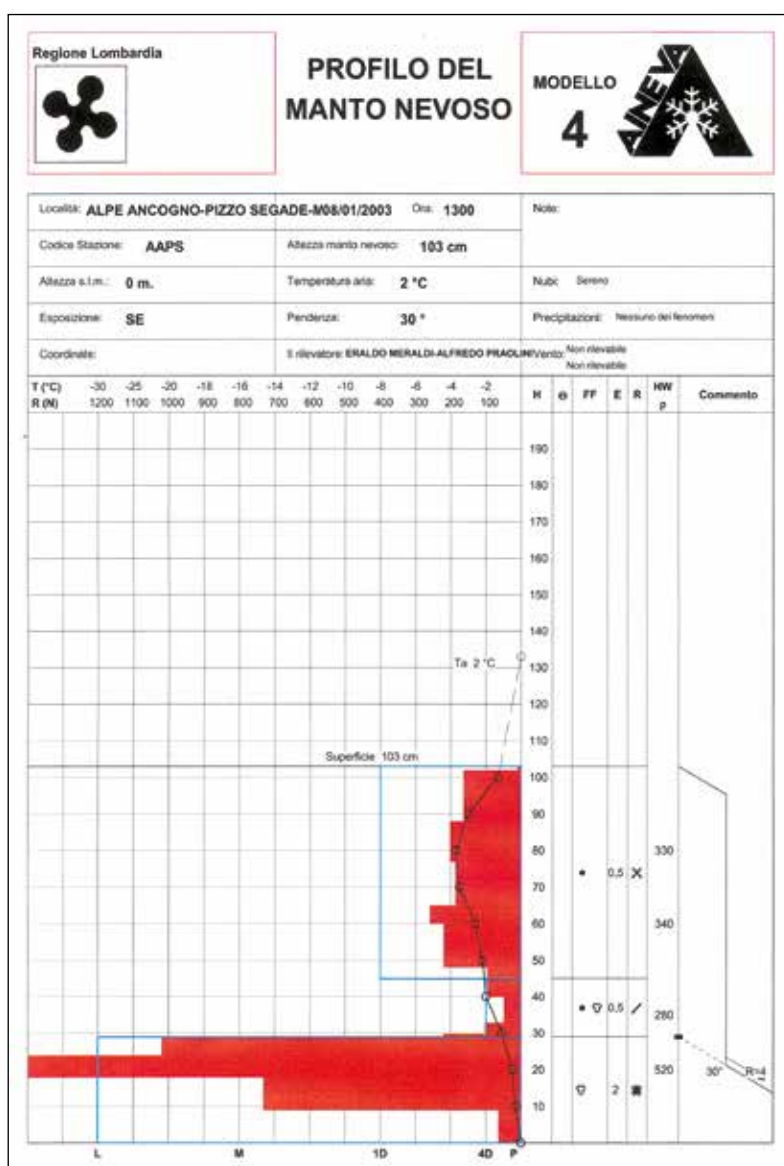 Regione Lombardia
PROFILO DEL
MANTO NEVOSO
MODELLO
4
AINEVA
Località: ALPE ANCOGNO-PIZZO SEGADE-M08/01/2003 Ora: 1300 Note:
Codice Stazione: AAPS Altezza manto nevoso: 103 cm
Altezza s.l.m.: 0 m. Temperatura aria: 2 °C Nubi: Sereno
Esposizione: SE Pendenza: 30 ° Precipitazioni: Nessuno dei fenomeni
Coordinate: Il rilevatore: ERALDO MERALDI-ALFREDO PRAOLINI Vento: Non rilevabile
Non rilevabile
T (°C) -30 -25 -20 -18 -16 -14 -12 -10 -8 -6 -4 -2
R (N) 1200 1100 1000 900 800 700 600 500 400 300 200 100
H Θ FF E R HW ρ Commento
190
180
170
160
150
140
Ta 2 °C 130
120
110
Superficie 103 cm
100
90
80 330
70 0,5
60 340
50
40 0,5
280
30
20 520 30° R=4
2
10
L M 1D 4D P